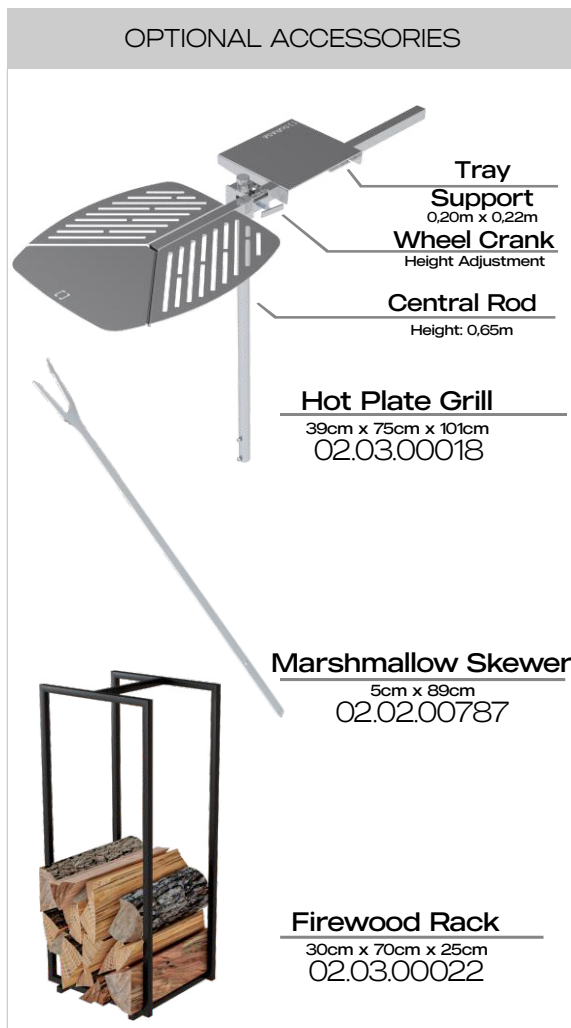 OPTIONAL ACCESSORIES
Tray
Support
0,20m x 0,22m
Wheel Crank
Height Adjustment
Central Rod
Height: 0,65m
Hot Plate Grill
39cm x 75cm x 101cm
02.03.00018
Marshmallow Skewer
5cm x 89cm
02.02.00787
Firewood Rack
30cm x 70cm x 25cm
02.03.00022